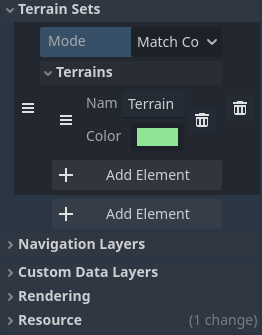 Terrain Sets
Mode Match Co
Terrains
Nam Terrain
Color
Add Element
Add Element
Navigation Layers
Custom Data Layers
Rendering
Resource (1 change)